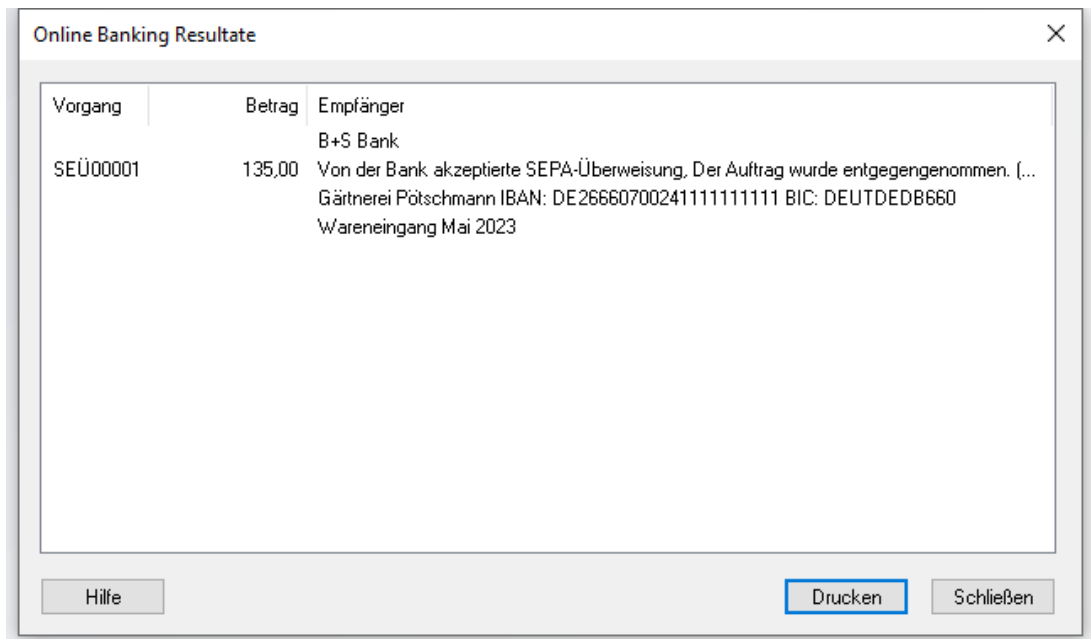 Online Banking Resultate
Vorgang Betrag Empfänger
B+S Bank
SEÜ00001 135,00 Von der Bank akzeptierte SEPA-Überweisung, Der Auftrag wurde entgegengenommen. (...
Gärtnerei Pötschmann IBAN: DE26660700241111111111 BIC: DEUTDEDB660
Wareneingang Mai 2023
Hilfe Drucken Schließen